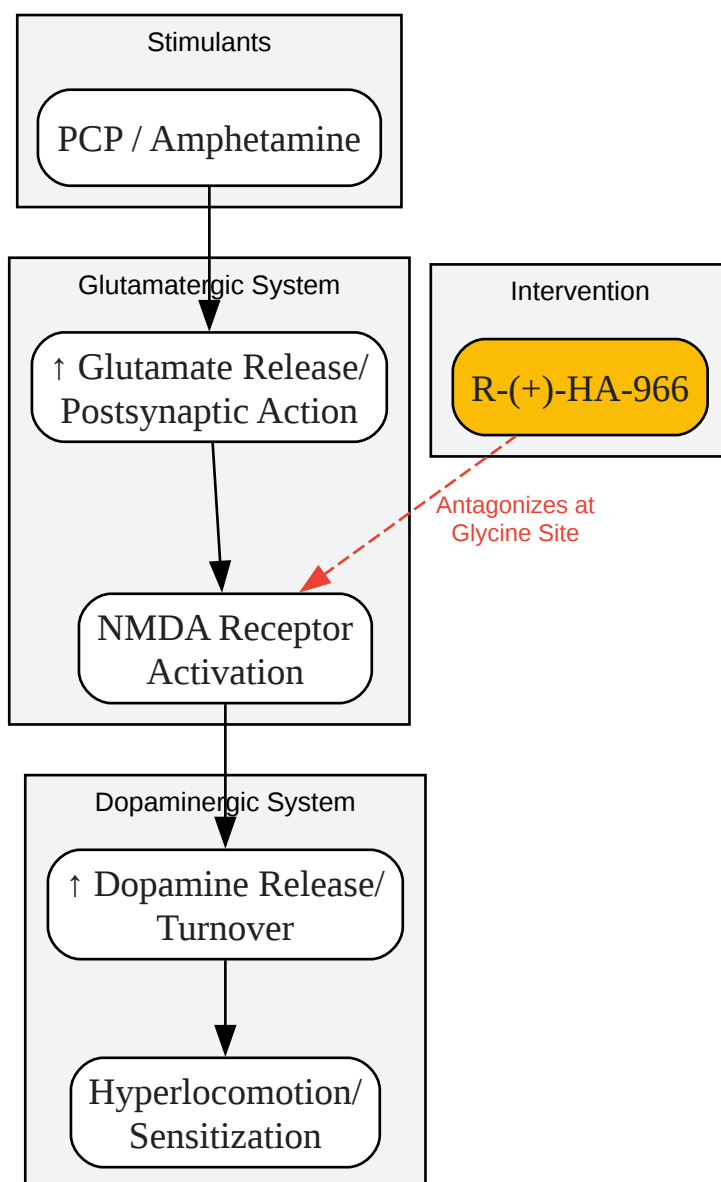 Stimulants
PCP / Amphetamine
Glutamatergic System
↑ Glutamate Release/
Postsynaptic Action
Intervention
R-(+)-HA-966
Antagonizes at
Glycine Site
NMDA Receptor
Activation
Dopaminergic System
↑ Dopamine Release/
Turnover
Hyperlocomotion/
Sensitization